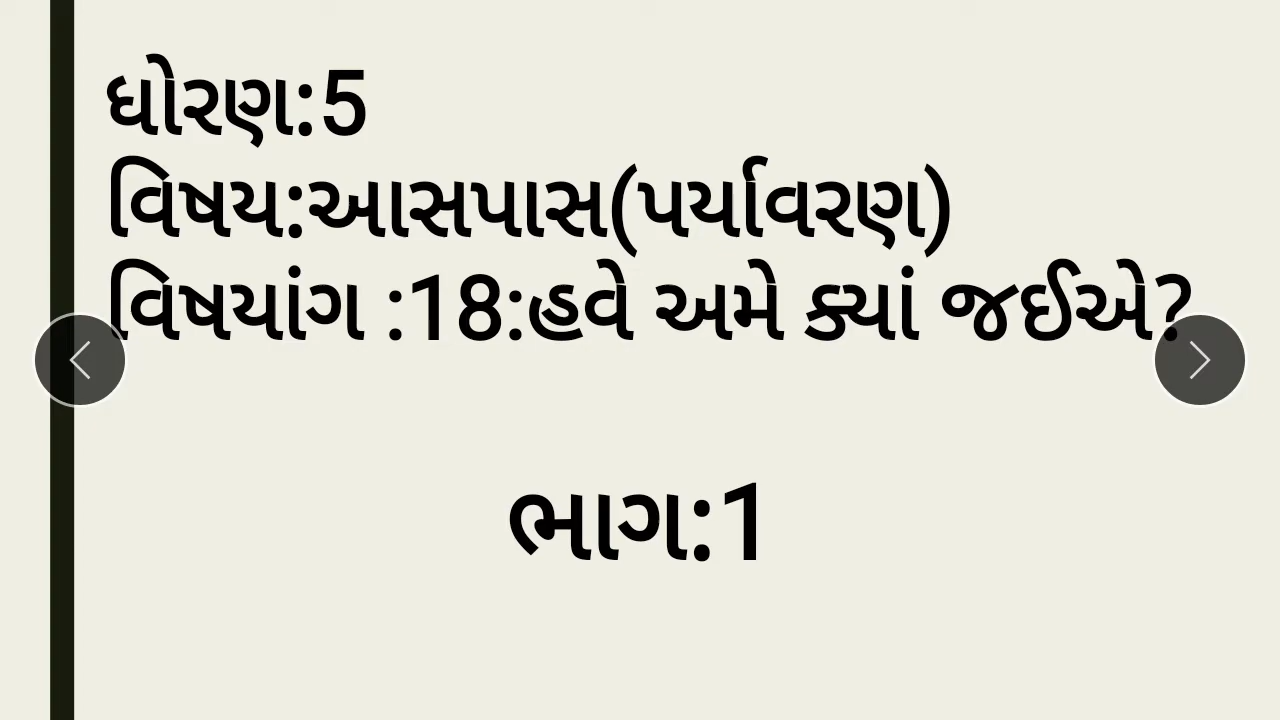 ધોરણ:5
વિષય:આસપાસ(પર્યાવરણ)
વિષયાંગ :18:હવે અમે ક્યાં જઈએ?
ભાગ:1